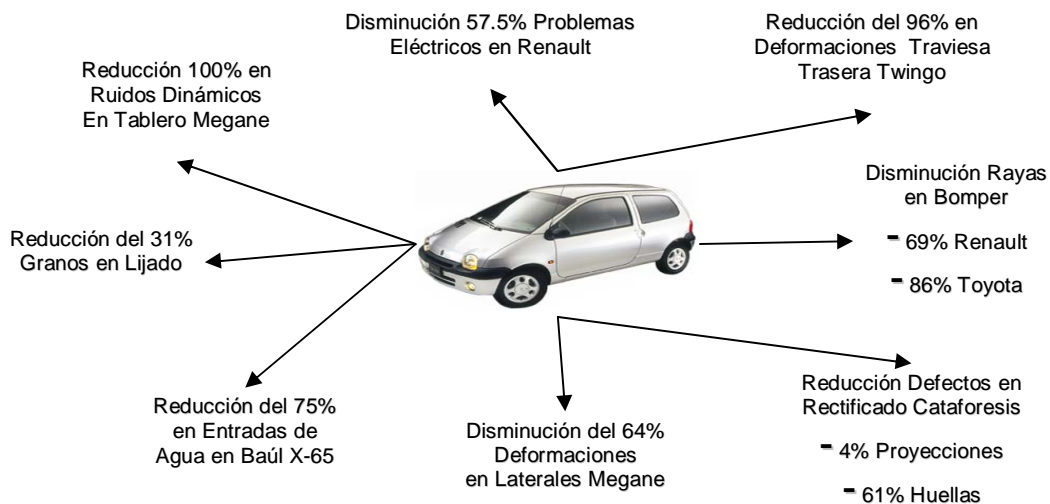 Disminución 57.5% Problemas
Eléctricos en Renault
Reducción del 96% en
Deformaciones Traviesa
Trasera Twingo
Reducción 100% en
Ruidos Dinámicos
En Tablero Megane
Disminución Rayas
en Bomper
- 69% Renault
- 86% Toyota
Reducción del 31%
Granos en Lijado
Reducción del 75%
en Entradas de
Agua en Baúl X-65
Disminución del 64%
Deformaciones
en Laterales Megane
Reducción Defectos en
Rectificado Cataforesis
- 4% Proyecciones
- 61% Huellas